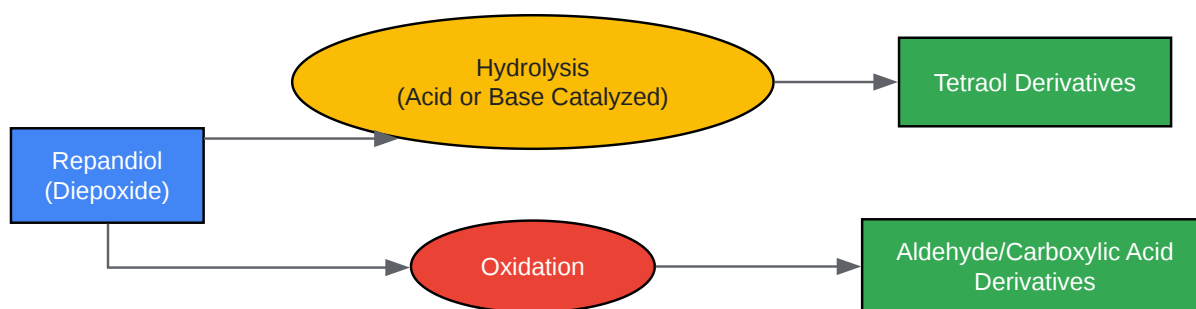 Hydrolysis
(Acid or Base Catalyzed)
Tetraol Derivatives
Repandiol
(Diepoxide)
Oxidation
Aldehyde/Carboxylic Acid
Derivatives